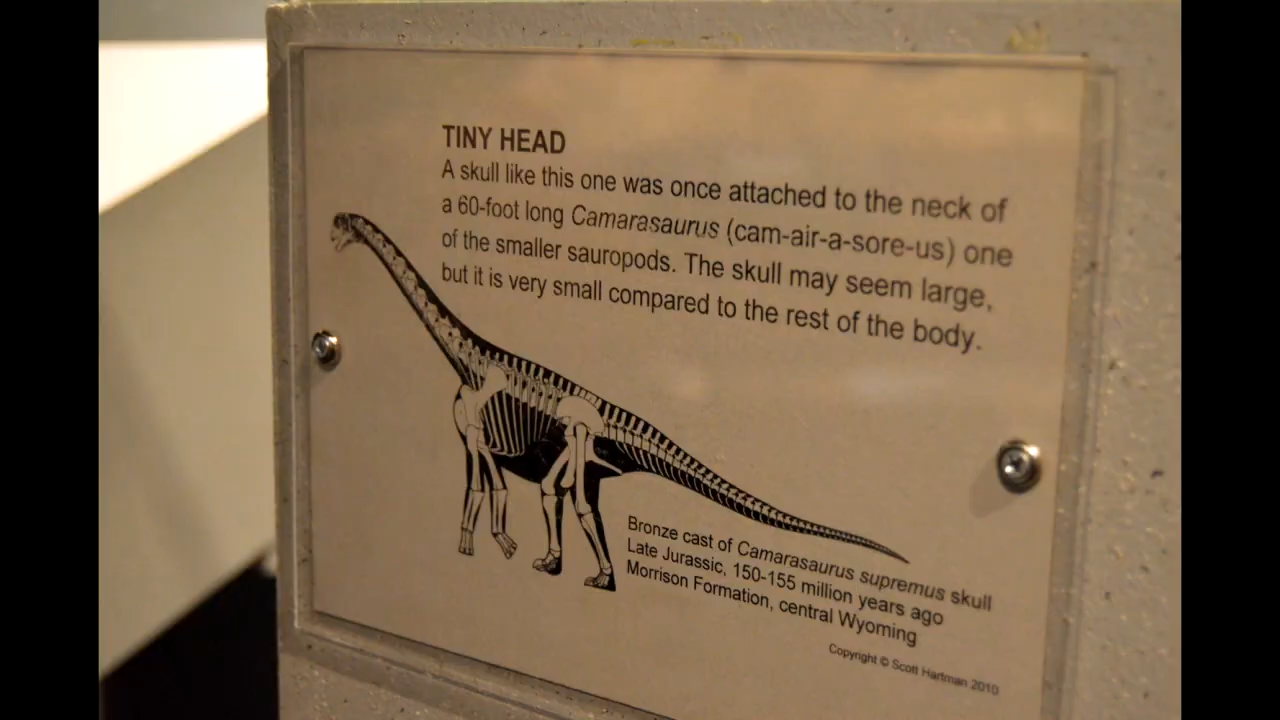 TINY HEAD
A skull like this one was once attached to the neck of
a 60-foot long Camarasaurus (cam-air-a-sore-us) one
of the smaller sauropods. The skull may seem large,
but it is very small compared to the rest of the body.
Bronze cast of Camarasaurus supremus skull
Late Jurassic, 150-155 million years ago
Morrison Formation, central Wyoming
Copyright © Scott Hartman 2010